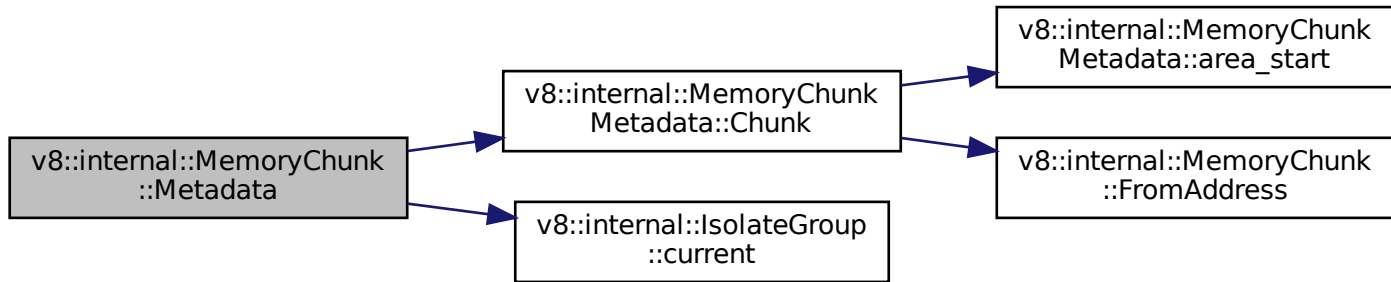 v8::internal::MemoryChunk
::Metadata
v8::internal::MemoryChunk
Metadata::Chunk
v8::internal::MemoryChunk
Metadata::area_start
v8::internal::MemoryChunk
::FromAddress
v8::internal::IsolateGroup
::current